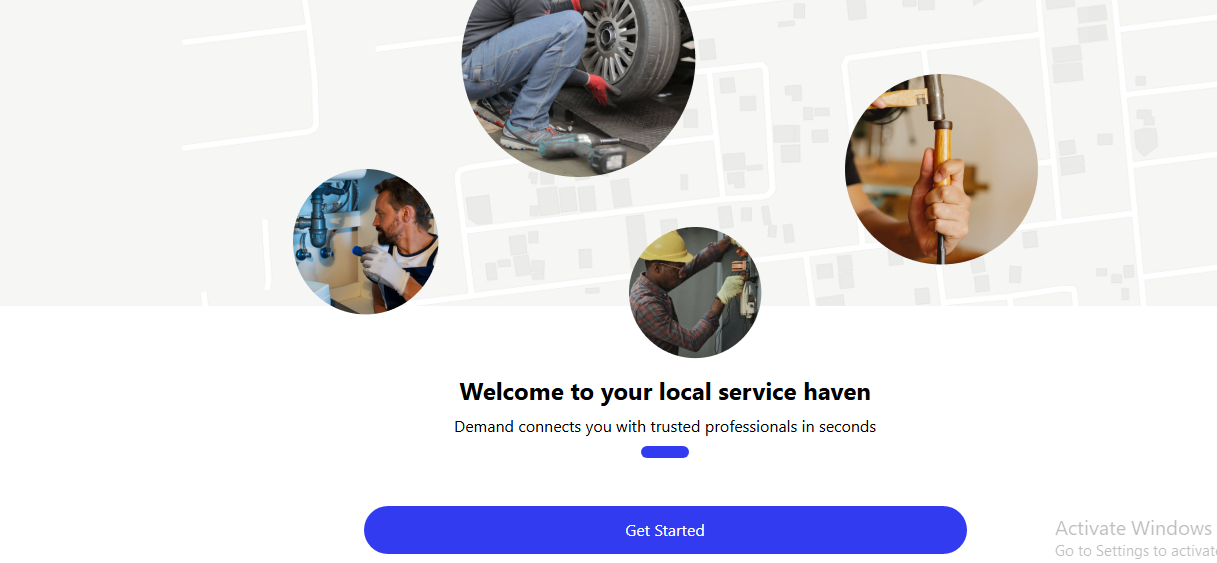 Welcome to your local service haven
Demand connects you with trusted professionals in seconds
Get Started
Activate Windows
Go to Settings to activat